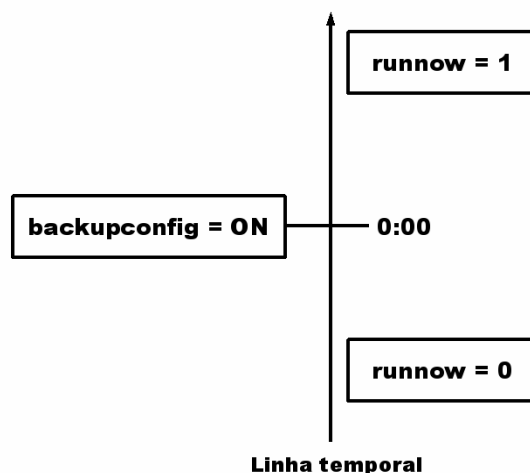 runnow = 1
backupconfig = ON
0:00
runnow = 0
Linha temporal